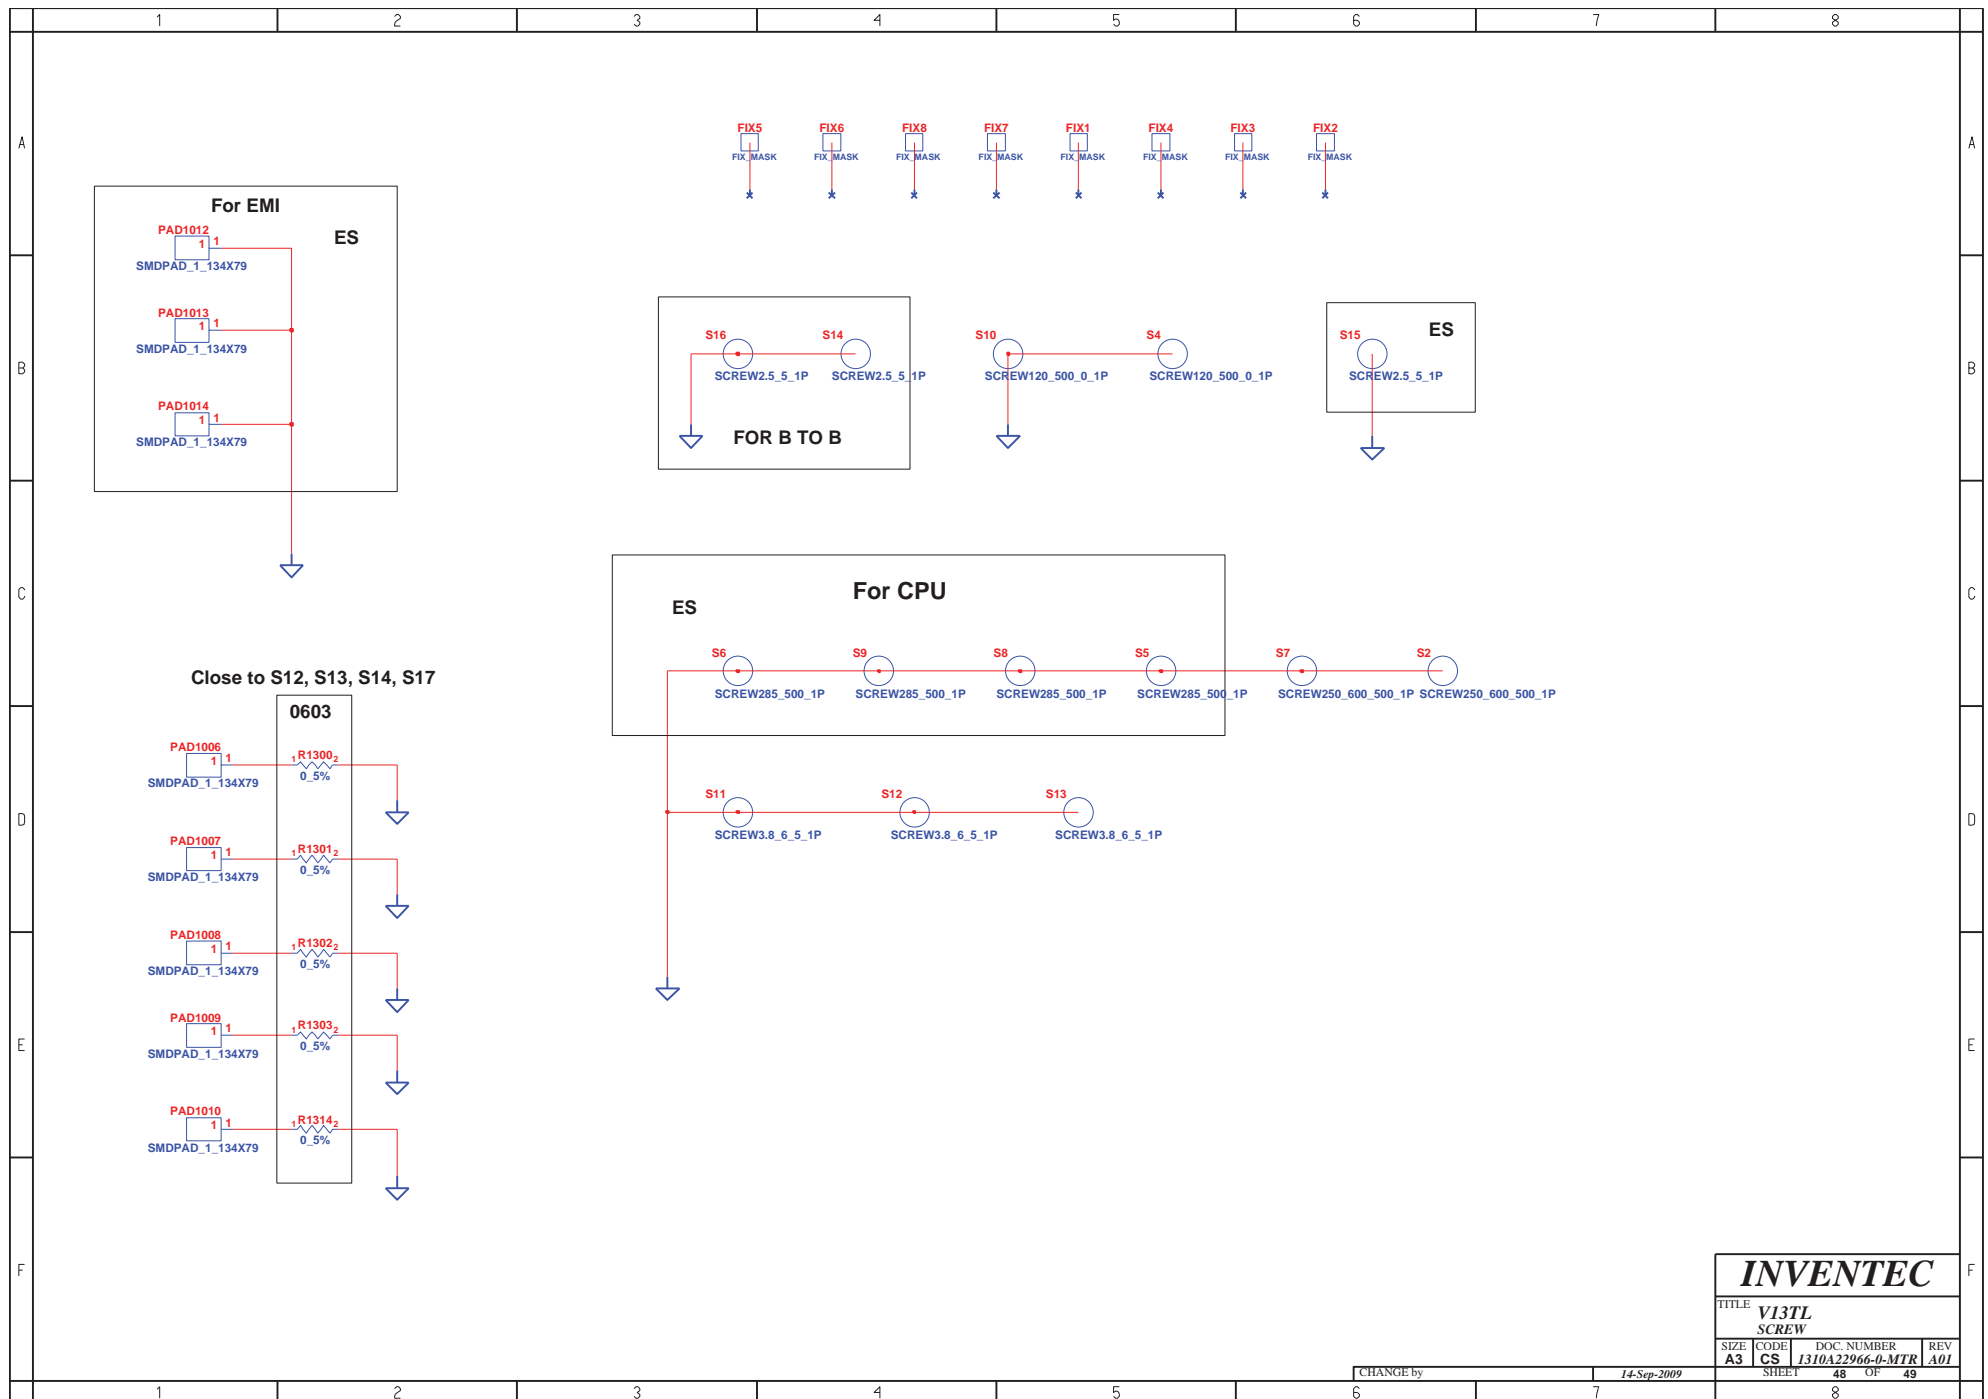 1 2 3 4 5 6 7 8
A A
FIX5 FIX6 FIX8 FIX7 FIX1 FIX4 FIX3 FIX2
FIX_MASK FIX_MASK FIX_MASK FIX_MASK FIX_MASK FIX_MASK FIX_MASK FIX_MASK
For EMI
ES
PAD1012
1 1
SMDPAD_1_134X79
PAD1013
1 1
SMDPAD_1_134X79
PAD1014
1 1
SMDPAD_1_134X79
B B
S16 S14 S10 S4 S15 ES
SCREW2.5_5_1P SCREW2.5_5_1P SCREW120_500_0_1P SCREW120_500_0_1P SCREW2.5_5_1P
FOR B TO B
C C
For CPU
ES
S6 S9 S8 S5 S7 S2
SCREW285_500_1P SCREW285_500_1P SCREW285_500_1P SCREW285_500_1P SCREW250_600_500_1P SCREW250_600_500_1P
Close to S12, S13, S14, S17
0603
PAD1006
1 1 1 R1300 2
SMDPAD_1_134X79 0_5%
S11 S12 S13
SCREW3.8_6_5_1P SCREW3.8_6_5_1P SCREW3.8_6_5_1P
D D
PAD1007
1 1 1 R1301 2
SMDPAD_1_134X79 0_5%
PAD1008
1 1 1 R1302 2
SMDPAD_1_134X79 0_5%
PAD1009
1 1 1 R1303 2
SMDPAD_1_134X79 0_5%
E E
PAD1010
1 1 1 R1314 2
SMDPAD_1_134X79 0_5%
F F
INVENTEC
TITLE V13TL
SCREW
SIZE CODE DOC. NUMBER REV
A3 CS 1310A22966-0-MTR A01
CHANGE by 14-Sep-2009 SHEET 48 OF 49
1 2 3 4 5 6 7 8